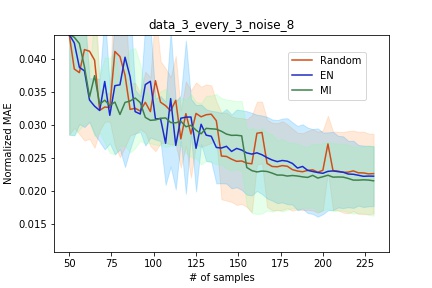 data_3_every_3_noise_8
Normalized MAE
0.040
0.035
0.030
0.025
0.020
0.015
Random
EN
MI
50 75 100 125 150 175 200 225
# of samples